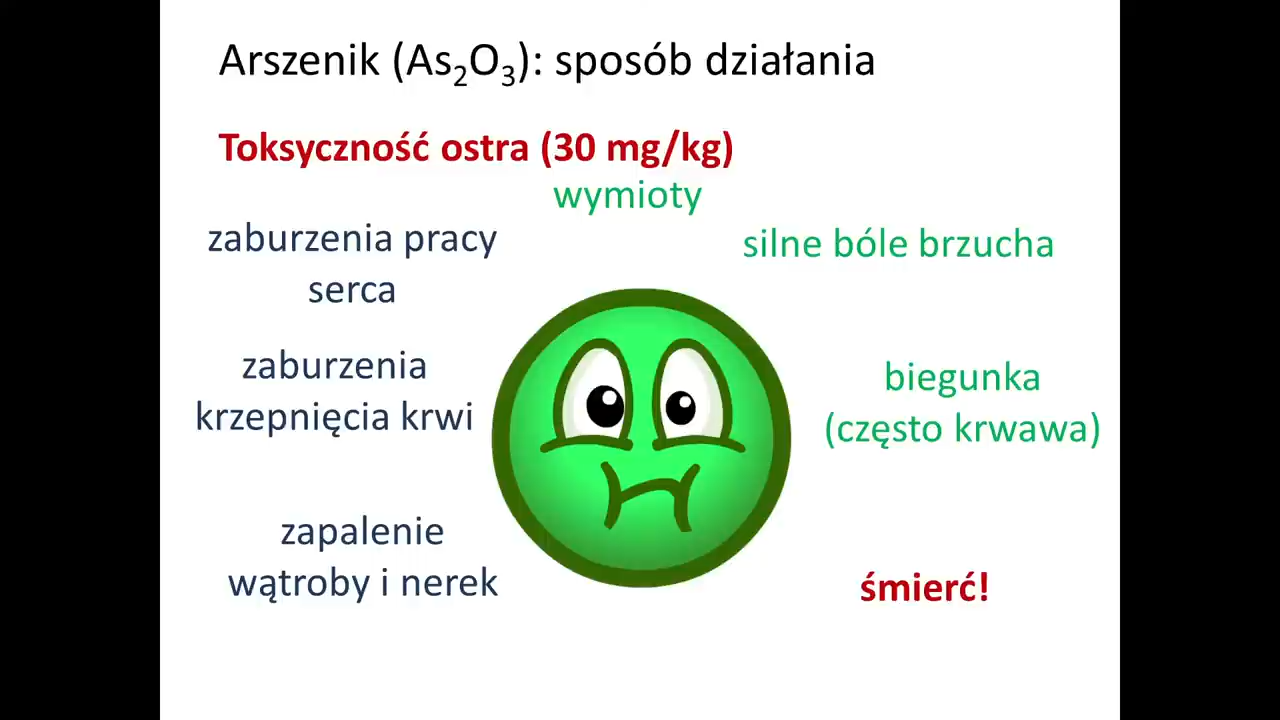 Arszenik (As₂O₃): sposób działania
Toksyczność ostra (30 mg/kg)
wymioty
zaburzenia pracy
serca
silne bóle brzucha
zaburzenia
krzepnięcia krwi
biegunka
(często krwawa)
zapalenie
wątroby i nerek
śmierć!